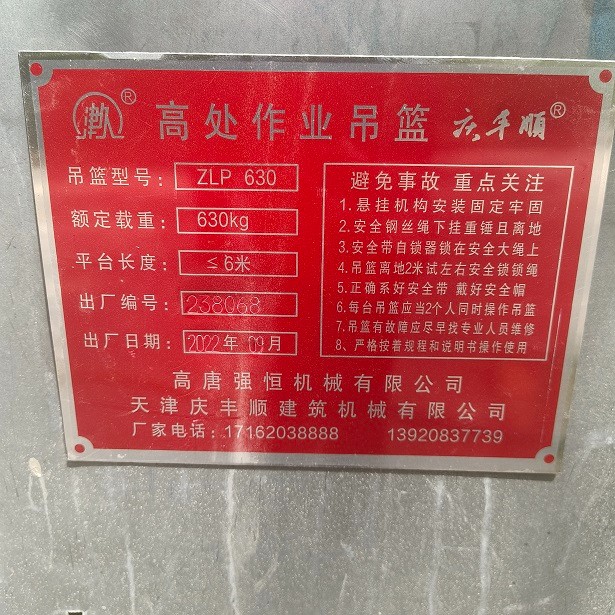 高处作业吊篮 庆丰順®
吊篮型号: ZLP 630
额定载重: 630kg
平台长度: ≤6米
出厂编号: 238068
出厂日期: 2022年09月
避免事故 重点关注
1.悬挂机构安装固定牢固
2.安全钢丝绳下挂重锤且离地
3.安全带自锁器锁在安全大绳上
4.吊篮离地2米试左右安全锁锁绳
5.正确系好安全带 戴好安全帽
6.每台吊篮应当2个人同时操作吊篮
7.吊篮有故障应尽早找专业人员维修
8、严格按着规程和说明书操作使用
高唐强恒机械有限公司
天津庆丰顺建筑机械有限公司
厂家电话: 17162038888 13920837739